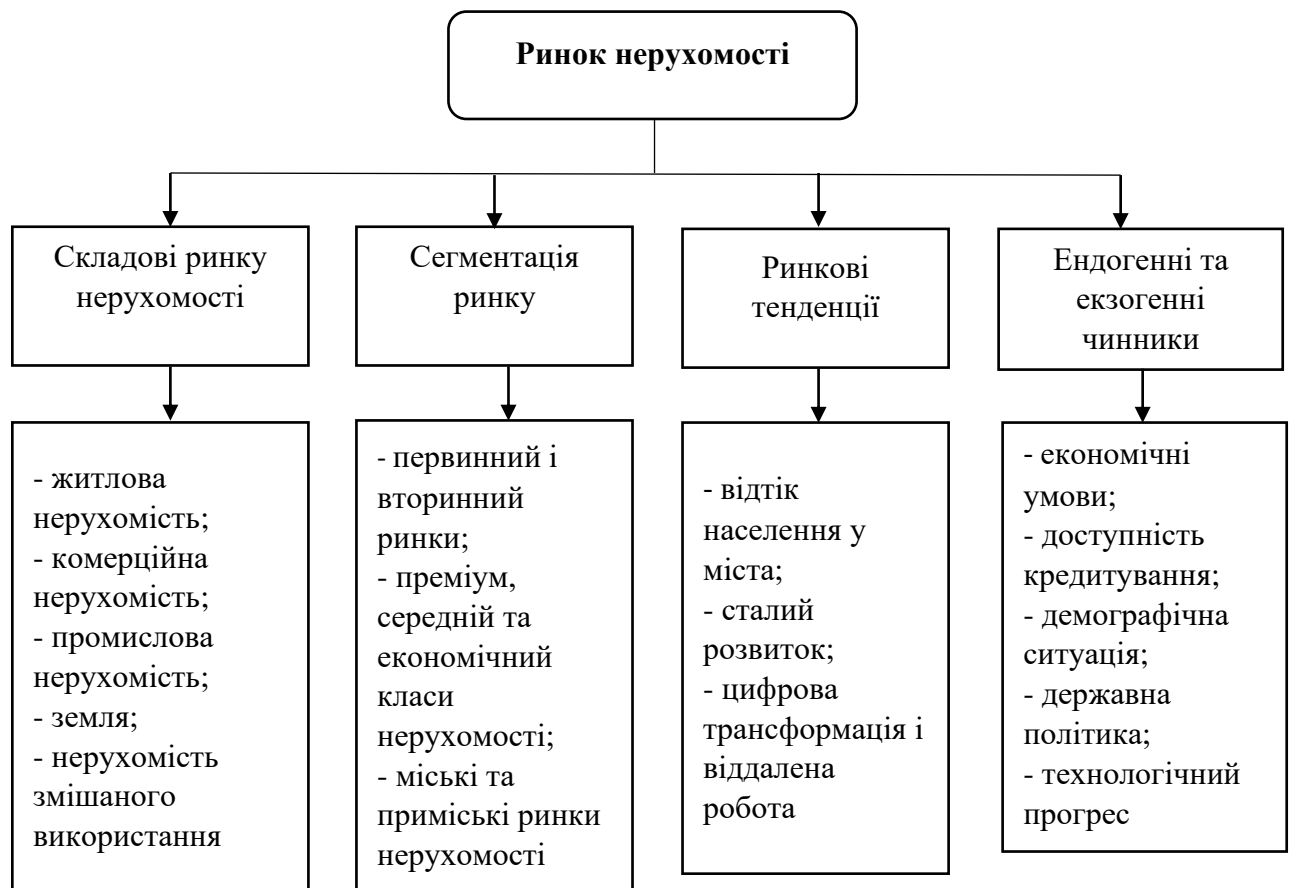 Ринок нерухомості
Складові ринку
нерухомості
Сегментація
ринку
Ринкові
тенденції
Ендогенні та
екзогенні
чинники
- житлова
нерухомість;
- комерційна
нерухомість;
- промислова
нерухомість;
- земля;
- нерухомість
змішаного
використання
- первинний і
вторинний
ринки;
- преміум,
середній та
економічний
класи
нерухомості;
- міські та
приміські ринки
нерухомості
- відтік
населення у
міста;
- сталий
розвиток;
- цифрова
трансформація і
віддалена
робота
- економічні
умови;
- доступність
кредитування;
- демографічна
ситуація;
- державна
політика;
- технологічний
прогрес